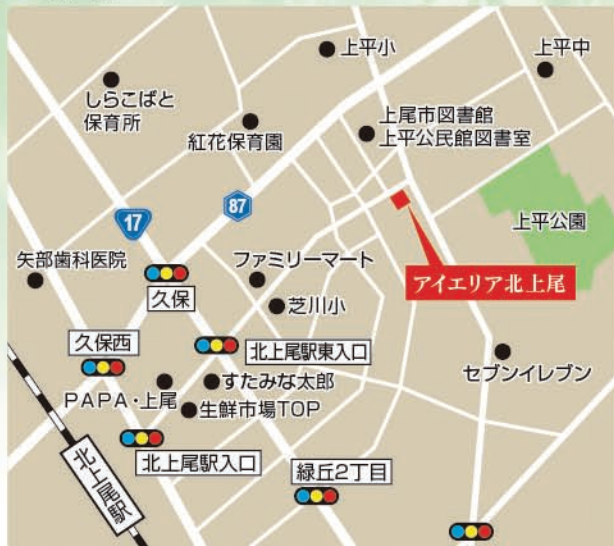 上平小
上平中
しらこばと
保育所
紅花保育園
上尾市図書館
上平公民館図書室
87
17
上平公園
矢部歯科医院
ファミリーマート
アイエリア北上尾
久保
芝川小
久保西
北上尾駅東入口
すたみな太郎
セブンイレブン
PAPA・上尾
生鮮市場TOP
北上尾駅入口
緑丘2丁目
北上尾駅